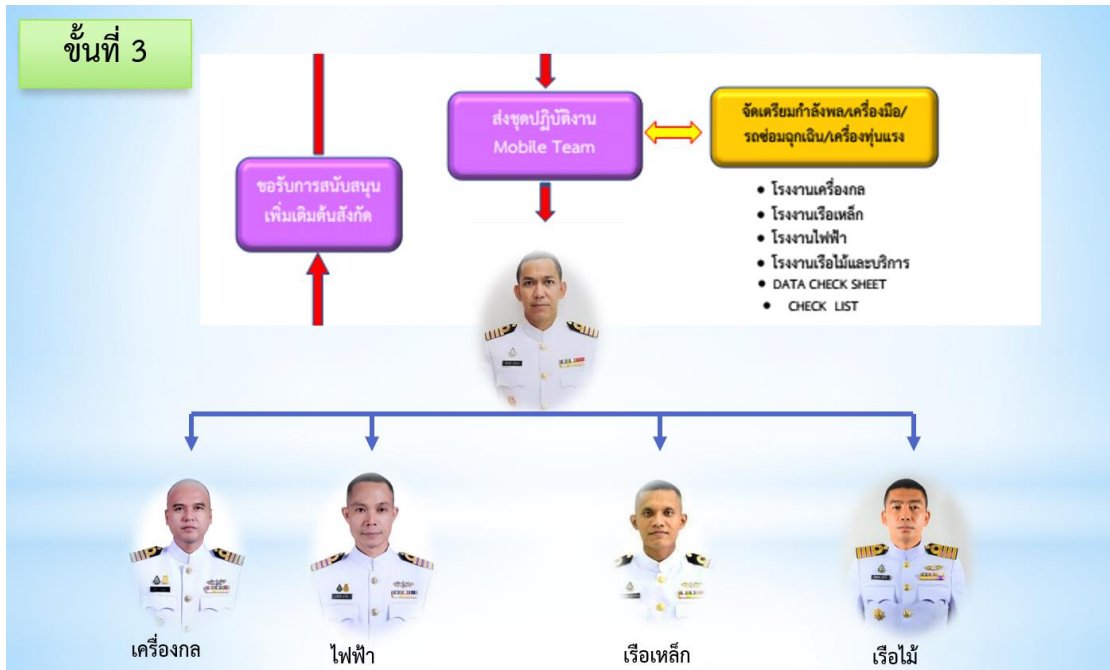 ขั้นที่ 3
ส่งชุดปฏิบัติงาน
Mobile Team
จัดเตรียมกำลังพล/เครื่องมือ/
รถซ่อมฉุกเฉิน/เครื่องทุ่นแรง
ขอรับการสนับสนุน
เพิ่มเติมต้นสังกัด
• โรงงานเครื่องกล
• โรงงานเรือเหล็ก
• โรงงานไฟฟ้า
• โรงงานเรือไม้และบริการ
• DATA CHECK SHEET
• CHECK LIST
เครื่องกล
ไฟฟ้า
เรือเหล็ก
เรือไม้